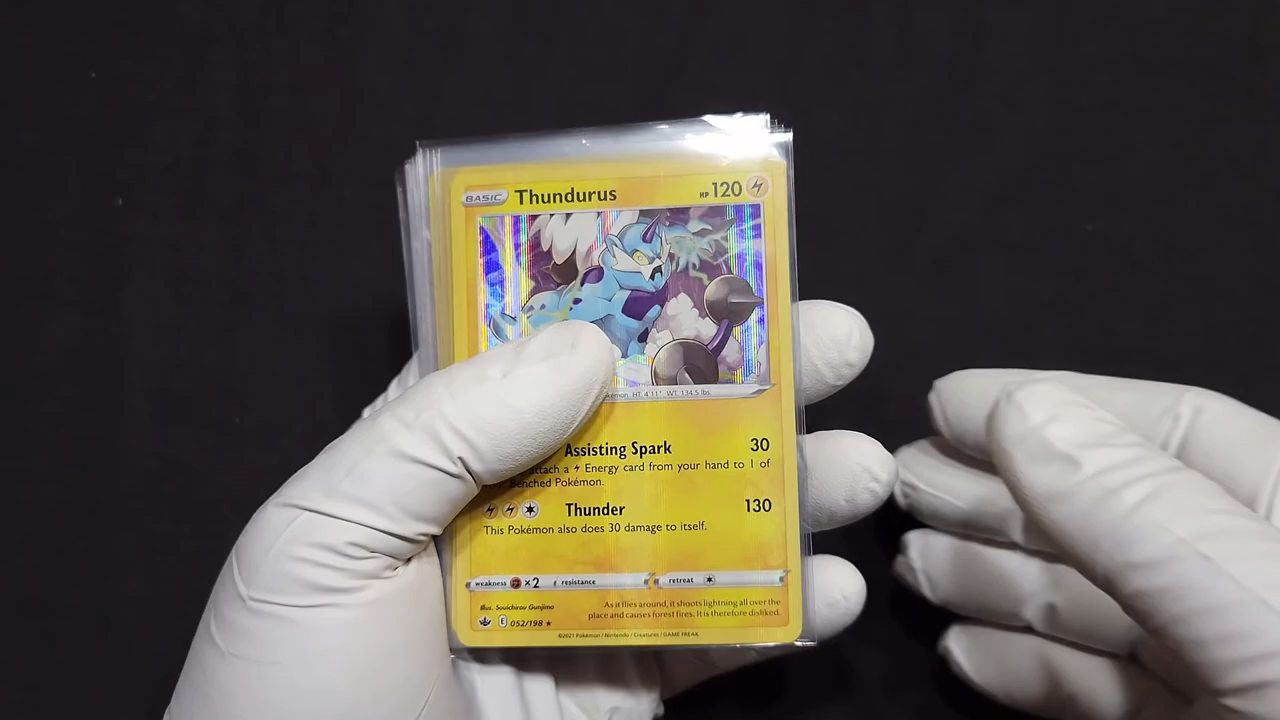 BASIC Thundurus HP 120
Pokémon. HT: 4'11" WT: 134.5 lbs.
Assisting Spark 30
attach a Energy card from your hand to 1 of
Benched Pokémon.
Thunder 130
This Pokémon also does 30 damage to itself.
weakness ×2 resistance retreat
Illus. Souichirou Gunjima
As it flies around, it shoots lightning all over the
place and causes forest fires. It is therefore disliked.
E 052/198 ★
©2021 Pokémon / Nintendo / Creatures / GAME FREAK